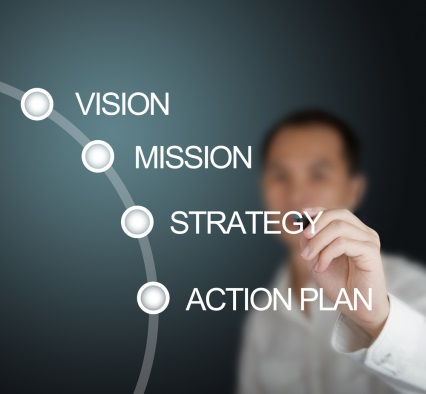 VISION
MISSION
STRATEGY
ACTION PLAN